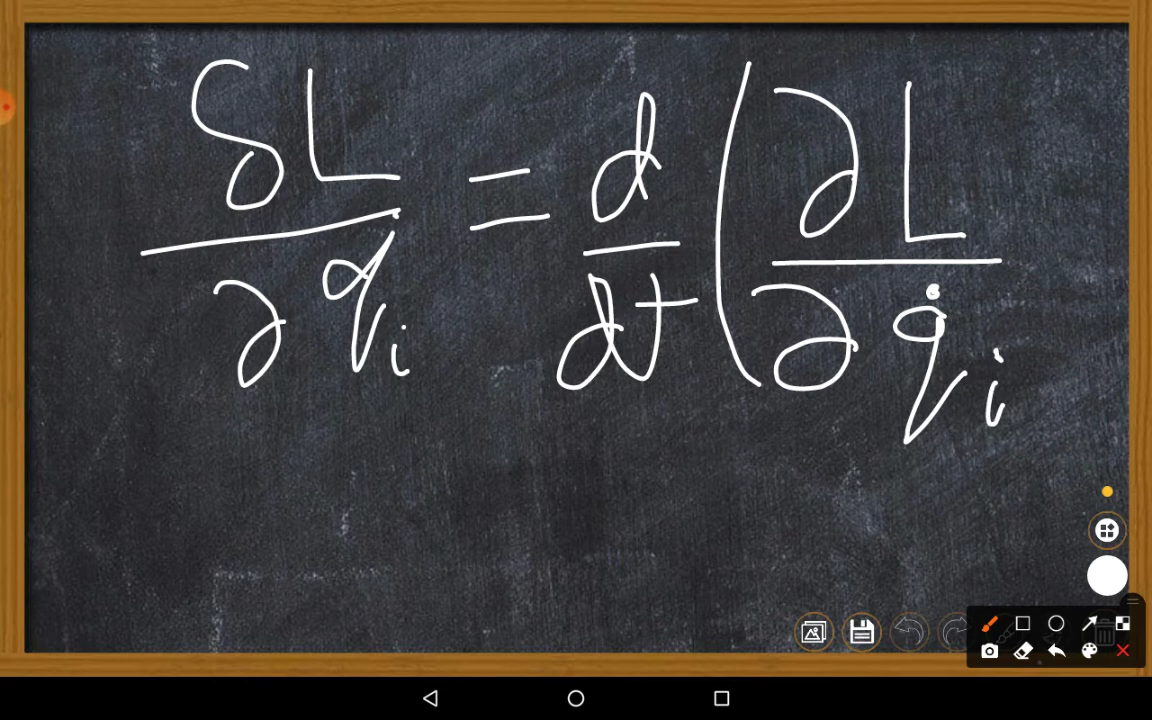 δL/∂qᵢ = d/dt (∂L/∂q̇ᵢ